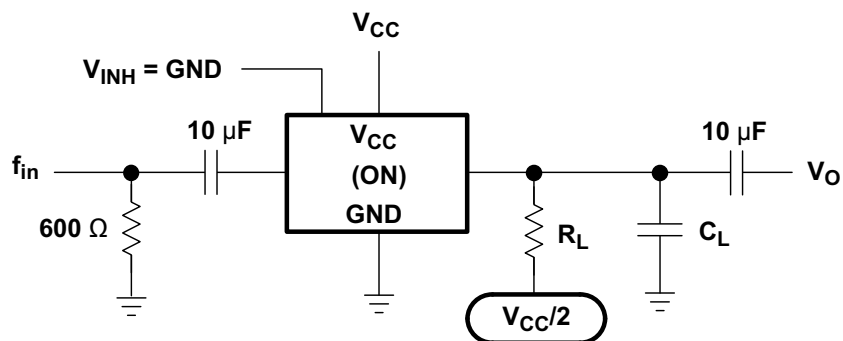 VCC
VINH = GND
10 μF
VCC
10 μF
fin
(ON)
VO
GND
600 Ω
RL
CL
VCC/2